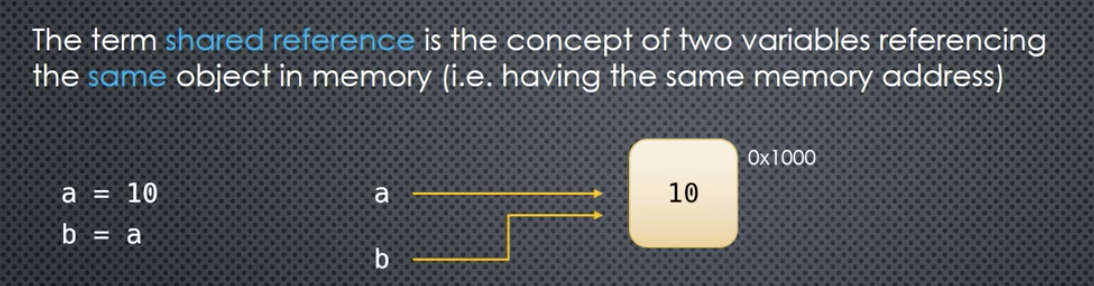 The term shared reference is the concept of two variables referencing
the same object in memory (i.e. having the same memory address)
0x1000
a = 10
a
10
b = a
b